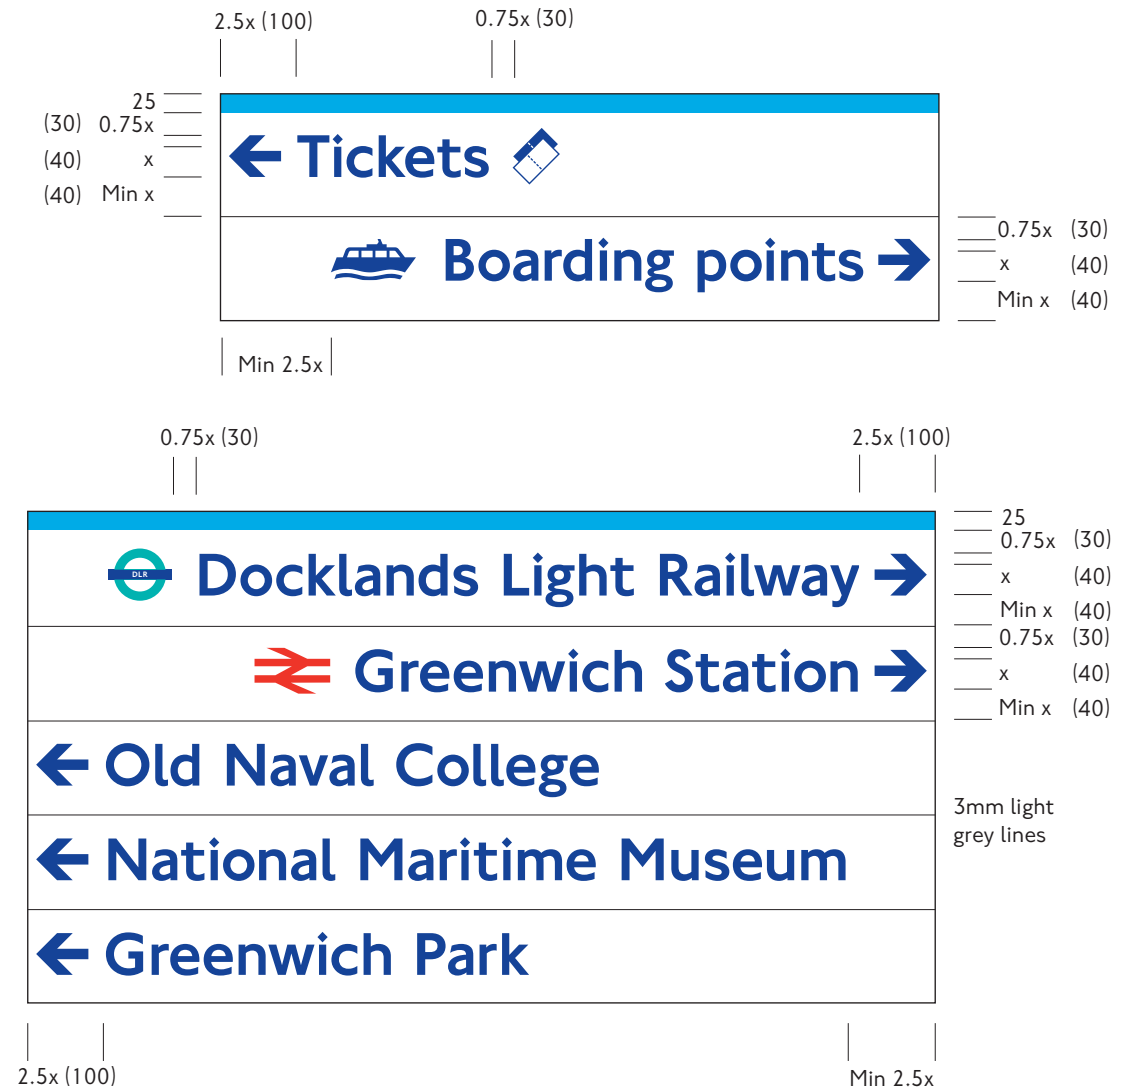 2.5x (100) 0.75x (30)
25
(30) 0.75x
(40) x
(40) Min x
Tickets
Boarding points
0.75x (30)
x (40)
Min x (40)
Min 2.5x
0.75x (30) 2.5x (100)
25
0.75x (30)
x (40)
Min x (40)
0.75x (30)
x (40)
Min x (40)
DLR Docklands Light Railway
Greenwich Station
Old Naval College
National Maritime Museum
Greenwich Park
3mm light
grey lines
2.5x (100) Min 2.5x